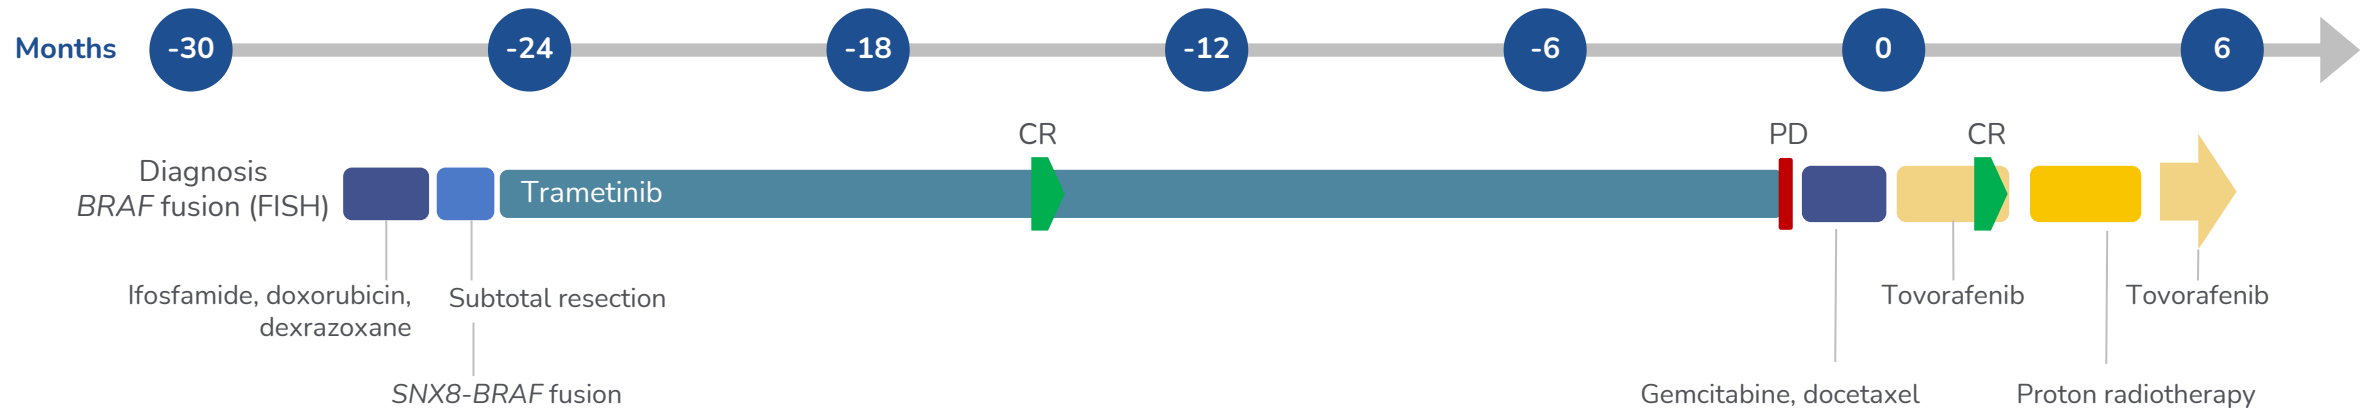 Months
-30
-24
-18
-12
-6
0
6
CR
PD
CR
Diagnosis
BRAF fusion (FISH)
Trametinib
Ifosfamide, doxorubicin,
dexrazoxane
Subtotal resection
Tovorafenib
Tovorafenib
SNX8-BRAF fusion
Gemcitabine, docetaxel
Proton radiotherapy